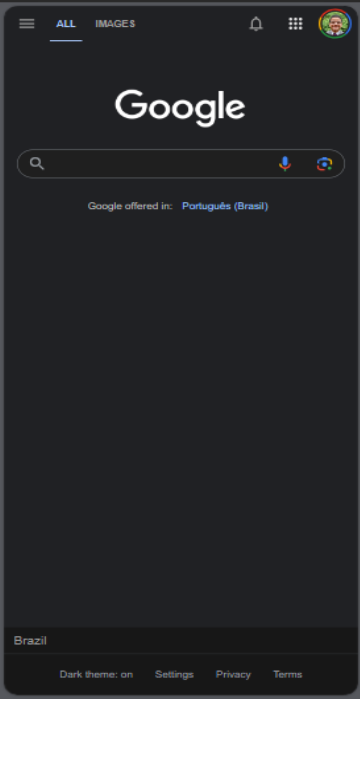 ALL IMAGES
Google
Google offered in: Português (Brasil)
Brazil
Dark theme: on Settings Privacy Terms